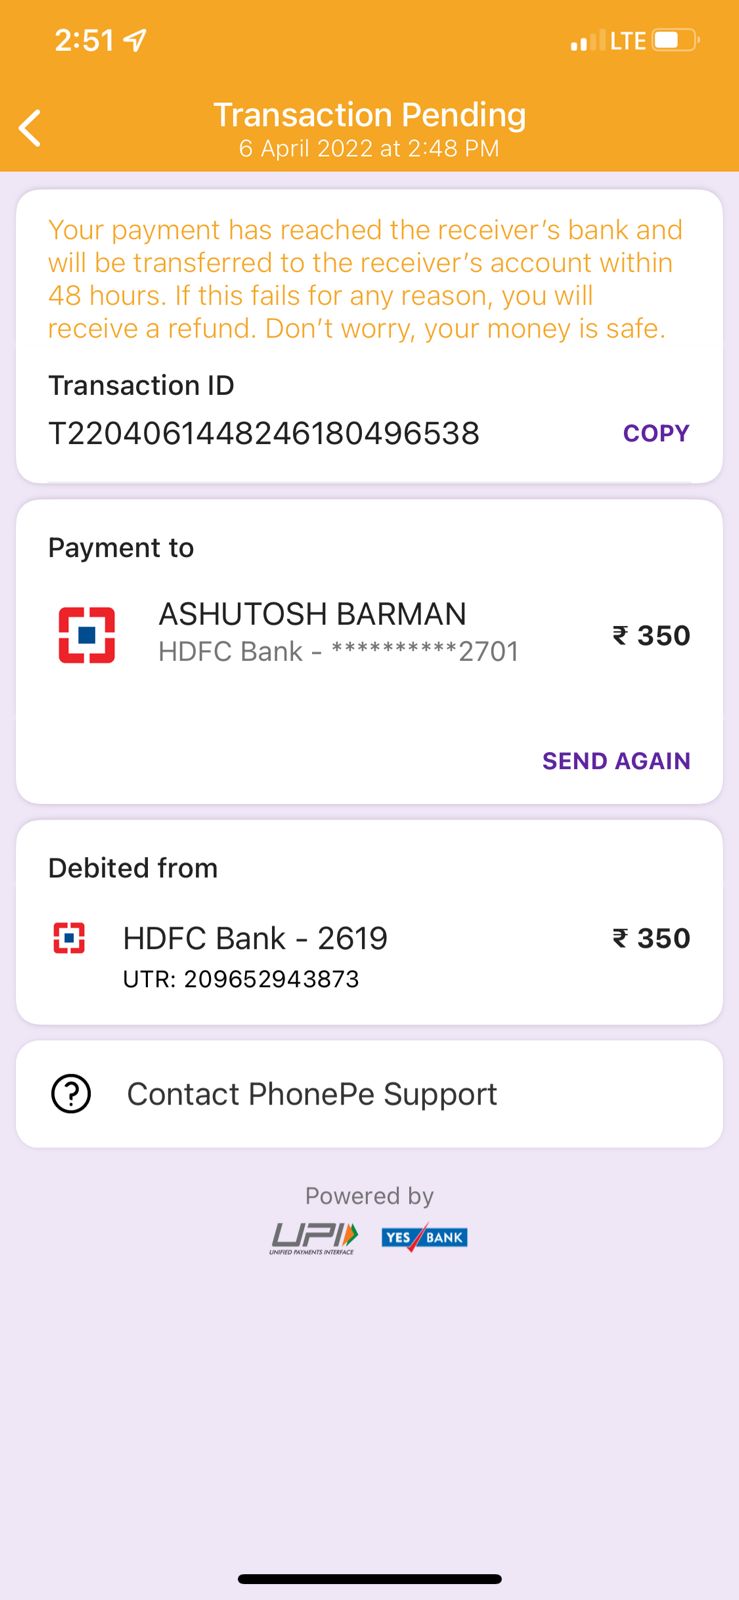 2:51 LTE
Transaction Pending
6 April 2022 at 2:48 PM
Your payment has reached the receiver’s bank and
will be transferred to the receiver’s account within
48 hours. If this fails for any reason, you will
receive a refund. Don’t worry, your money is safe.
Transaction ID
T2204061448246180496538 COPY
Payment to
ASHUTOSH BARMAN
HDFC Bank - **********2701
₹ 350
SEND AGAIN
Debited from
HDFC Bank - 2619 ₹ 350
UTR: 209652943873
Contact PhonePe Support
Powered by
UPI YES BANK
UNIFIED PAYMENTS INTERFACE